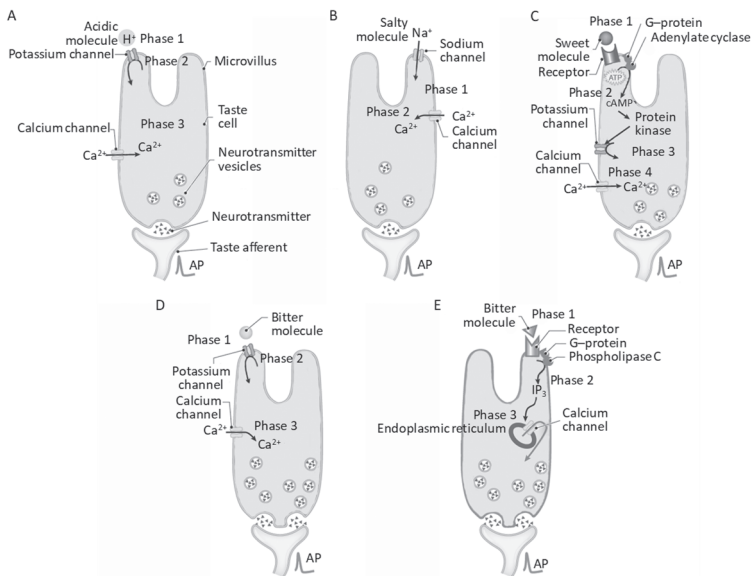 A
Acidic
molecule
H⁺
Phase 1
Potassium channel
Phase 2
Microvillus
Taste
cell
Phase 3
Calcium channel
Ca²⁺
Ca²⁺
Neurotransmitter
vesicles
Neurotransmitter
Taste afferent
AP
B
Salty
molecule
Na⁺
Sodium
channel
Phase 1
Phase 2
Ca²⁺
Ca²⁺
Calcium
channel
AP
C
Phase 1
G–protein
Adenylate cyclase
Sweet
molecule
Receptor
ATP
Phase 2
cAMP
Potassium
channel
Protein
kinase
Phase 3
Calcium
channel
Phase 4
Ca²⁺
Ca²⁺
AP
D
Bitter
molecule
Phase 1
Phase 2
Potassium
channel
Calcium
channel
Phase 3
Ca²⁺
Ca²⁺
AP
E
Bitter
molecule
Phase 1
Receptor
G–protein
Phospholipase C
Phase 2
IP₃
Phase 3
Endoplasmic reticulum
Calcium
channel
AP